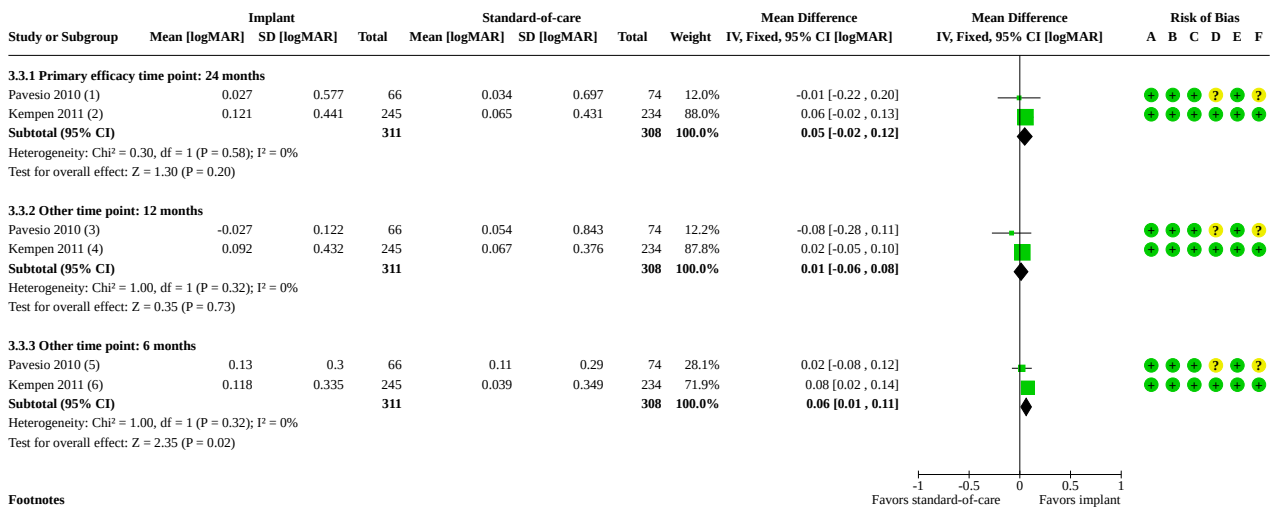 Implant Standard-of-care Mean Difference Mean Difference Risk of Bias
Study or Subgroup Mean [logMAR] SD [logMAR] Total Mean [logMAR] SD [logMAR] Total Weight IV, Fixed, 95% CI [logMAR] IV, Fixed, 95% CI [logMAR] A B C D E F
3.3.1 Primary efficacy time point: 24 months
Pavesio 2010 (1) 0.027 0.577 66 0.034 0.697 74 12.0% -0.01 [-0.22 , 0.20] + + + ? + ?
Kempen 2011 (2) 0.121 0.441 245 0.065 0.431 234 88.0% 0.06 [-0.02 , 0.13] + + + + + +
Subtotal (95% CI) 311 308 100.0% 0.05 [-0.02 , 0.12]
Heterogeneity: Chi² = 0.30, df = 1 (P = 0.58); I² = 0%
Test for overall effect: Z = 1.30 (P = 0.20)
3.3.2 Other time point: 12 months
Pavesio 2010 (3) -0.027 0.122 66 0.054 0.843 74 12.2% -0.08 [-0.28 , 0.11] + + + ? + ?
Kempen 2011 (4) 0.092 0.432 245 0.067 0.376 234 87.8% 0.02 [-0.05 , 0.10] + + + + + +
Subtotal (95% CI) 311 308 100.0% 0.01 [-0.06 , 0.08]
Heterogeneity: Chi² = 1.00, df = 1 (P = 0.32); I² = 0%
Test for overall effect: Z = 0.35 (P = 0.73)
3.3.3 Other time point: 6 months
Pavesio 2010 (5) 0.13 0.3 66 0.11 0.29 74 28.1% 0.02 [-0.08 , 0.12] + + + ? + ?
Kempen 2011 (6) 0.118 0.335 245 0.039 0.349 234 71.9% 0.08 [0.02 , 0.14] + + + + + +
Subtotal (95% CI) 311 308 100.0% 0.06 [0.01 , 0.11]
Heterogeneity: Chi² = 1.00, df = 1 (P = 0.32); I² = 0%
Test for overall effect: Z = 2.35 (P = 0.02)
-1 -0.5 0 0.5 1
Footnotes Favors standard-of-care Favors implant